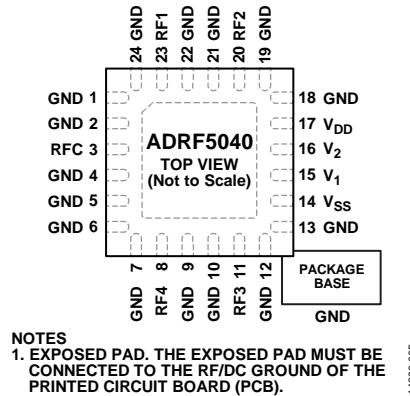 24 GND
23 RF1
22 GND
21 GND
20 RF2
19 GND
GND 1
GND 2
RFC 3
GND 4
GND 5
GND 6
ADRF5040
TOP VIEW
(Not to Scale)
18 GND
17 VDD
16 V2
15 V1
14 VSS
13 GND
GND 7
RF4 8
GND 9
GND 10
RF3 11
GND 12
PACKAGE
BASE
GND
NOTES
1. EXPOSED PAD. THE EXPOSED PAD MUST BE
CONNECTED TO THE RF/DC GROUND OF THE
PRINTED CIRCUIT BOARD (PCB).